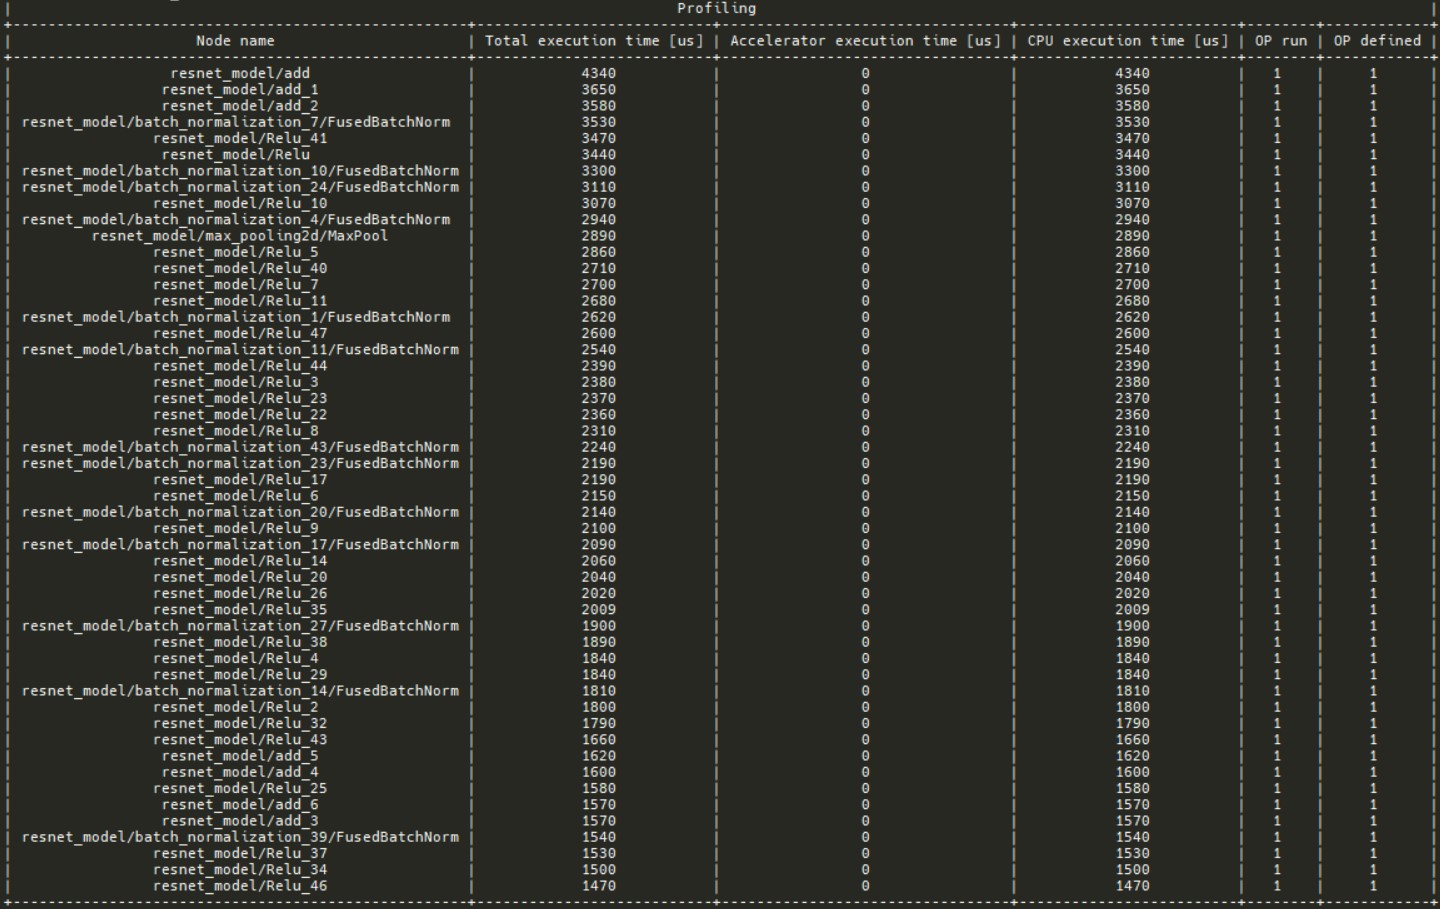 Profiling
Node name | Total execution time [us] | Accelerator execution time [us] | CPU execution time [us] | OP run | OP defined
resnet_model/add | 4340 | 0 | 4340 | 1 | 1
resnet_model/add_1 | 3650 | 0 | 3650 | 1 | 1
resnet_model/add_2 | 3580 | 0 | 3580 | 1 | 1
resnet_model/batch_normalization_7/FusedBatchNorm | 3530 | 0 | 3530 | 1 | 1
resnet_model/Relu_41 | 3470 | 0 | 3470 | 1 | 1
resnet_model/Relu | 3440 | 0 | 3440 | 1 | 1
resnet_model/batch_normalization_10/FusedBatchNorm | 3300 | 0 | 3300 | 1 | 1
resnet_model/batch_normalization_24/FusedBatchNorm | 3110 | 0 | 3110 | 1 | 1
resnet_model/Relu_10 | 3070 | 0 | 3070 | 1 | 1
resnet_model/batch_normalization_4/FusedBatchNorm | 2940 | 0 | 2940 | 1 | 1
resnet_model/max_pooling2d/MaxPool | 2890 | 0 | 2890 | 1 | 1
resnet_model/Relu_5 | 2860 | 0 | 2860 | 1 | 1
resnet_model/Relu_40 | 2710 | 0 | 2710 | 1 | 1
resnet_model/Relu_7 | 2700 | 0 | 2700 | 1 | 1
resnet_model/Relu_11 | 2680 | 0 | 2680 | 1 | 1
resnet_model/batch_normalization_1/FusedBatchNorm | 2620 | 0 | 2620 | 1 | 1
resnet_model/Relu_47 | 2600 | 0 | 2600 | 1 | 1
resnet_model/batch_normalization_11/FusedBatchNorm | 2540 | 0 | 2540 | 1 | 1
resnet_model/Relu_44 | 2390 | 0 | 2390 | 1 | 1
resnet_model/Relu_3 | 2380 | 0 | 2380 | 1 | 1
resnet_model/Relu_23 | 2370 | 0 | 2370 | 1 | 1
resnet_model/Relu_22 | 2360 | 0 | 2360 | 1 | 1
resnet_model/Relu_8 | 2310 | 0 | 2310 | 1 | 1
resnet_model/batch_normalization_43/FusedBatchNorm | 2240 | 0 | 2240 | 1 | 1
resnet_model/batch_normalization_23/FusedBatchNorm | 2190 | 0 | 2190 | 1 | 1
resnet_model/Relu_17 | 2190 | 0 | 2190 | 1 | 1
resnet_model/Relu_6 | 2150 | 0 | 2150 | 1 | 1
resnet_model/batch_normalization_20/FusedBatchNorm | 2140 | 0 | 2140 | 1 | 1
resnet_model/Relu_9 | 2100 | 0 | 2100 | 1 | 1
resnet_model/batch_normalization_17/FusedBatchNorm | 2090 | 0 | 2090 | 1 | 1
resnet_model/Relu_14 | 2060 | 0 | 2060 | 1 | 1
resnet_model/Relu_20 | 2040 | 0 | 2040 | 1 | 1
resnet_model/Relu_26 | 2020 | 0 | 2020 | 1 | 1
resnet_model/Relu_35 | 2009 | 0 | 2009 | 1 | 1
resnet_model/batch_normalization_27/FusedBatchNorm | 1900 | 0 | 1900 | 1 | 1
resnet_model/Relu_38 | 1890 | 0 | 1890 | 1 | 1
resnet_model/Relu_4 | 1840 | 0 | 1840 | 1 | 1
resnet_model/Relu_29 | 1840 | 0 | 1840 | 1 | 1
resnet_model/batch_normalization_14/FusedBatchNorm | 1810 | 0 | 1810 | 1 | 1
resnet_model/Relu_2 | 1800 | 0 | 1800 | 1 | 1
resnet_model/Relu_32 | 1790 | 0 | 1790 | 1 | 1
resnet_model/Relu_43 | 1660 | 0 | 1660 | 1 | 1
resnet_model/add_5 | 1620 | 0 | 1620 | 1 | 1
resnet_model/add_4 | 1600 | 0 | 1600 | 1 | 1
resnet_model/Relu_25 | 1580 | 0 | 1580 | 1 | 1
resnet_model/add_6 | 1570 | 0 | 1570 | 1 | 1
resnet_model/add_3 | 1570 | 0 | 1570 | 1 | 1
resnet_model/batch_normalization_39/FusedBatchNorm | 1540 | 0 | 1540 | 1 | 1
resnet_model/Relu_37 | 1530 | 0 | 1530 | 1 | 1
resnet_model/Relu_34 | 1500 | 0 | 1500 | 1 | 1
resnet_model/Relu_46 | 1470 | 0 | 1470 | 1 | 1